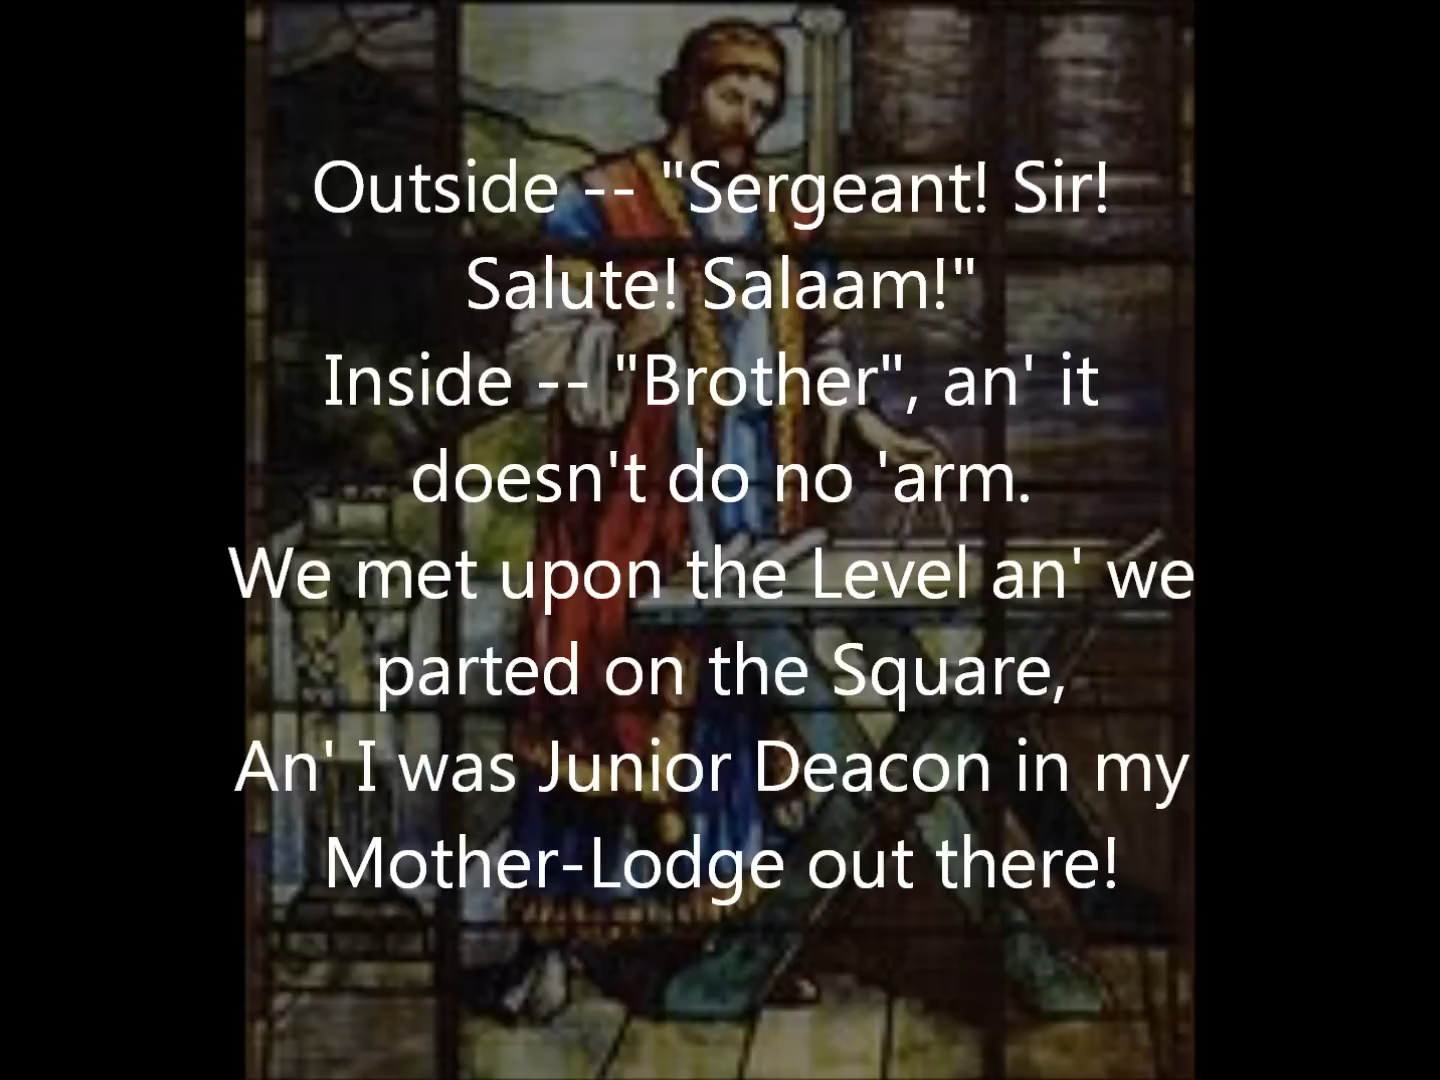 Outside -- "Sergeant! Sir!
Salute! Salaam!"
Inside -- "Brother", an' it
doesn't do no 'arm.
We met upon the Level an' we
parted on the Square,
An' I was Junior Deacon in my
Mother-Lodge out there!